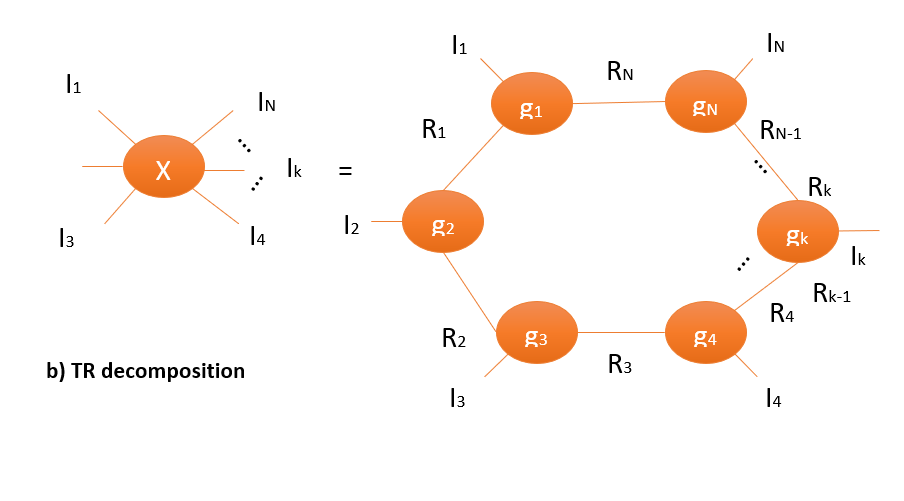 I1
IN
X
Ik
I3
I4
=
I1
RN
IN
g1
gN
R1
RN-1
Rk
I2
g2
gk
Ik
R2
g3
g4
R4
Rk-1
R3
I3
I4
b) TR decomposition